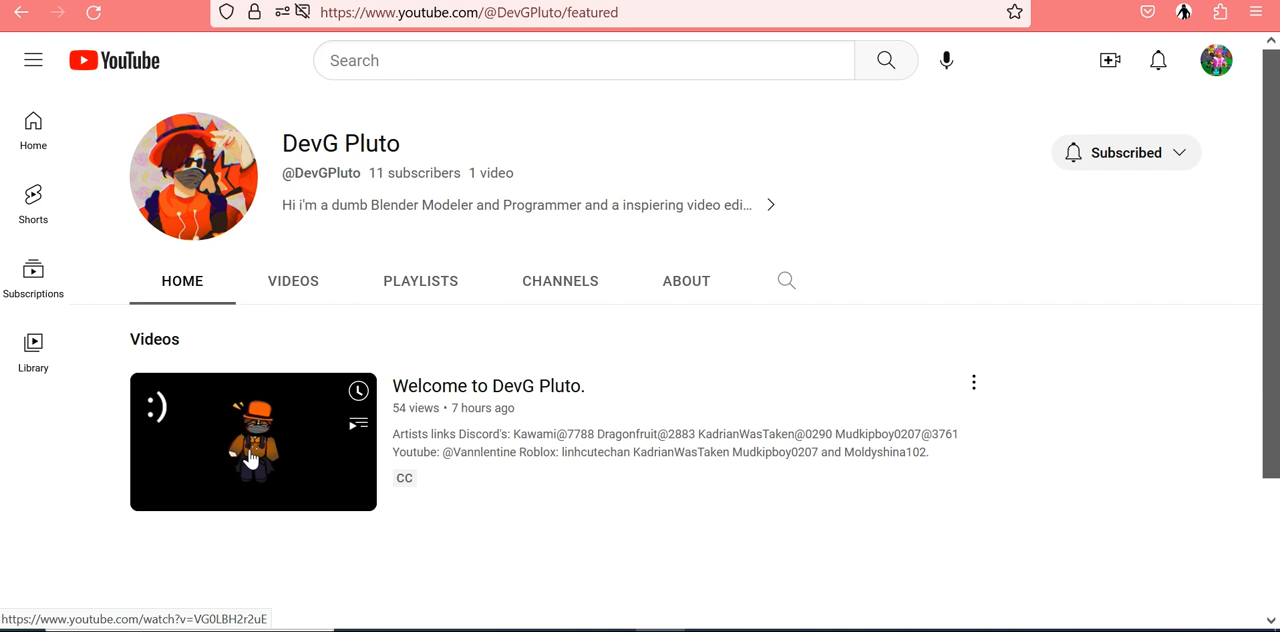 https://www.youtube.com/@DevGPluto/featured
YouTube
Search
Home
Shorts
Subscriptions
Library
DevG Pluto
@DevGPluto 11 subscribers 1 video
Hi i'm a dumb Blender Modeler and Programmer and a inspiering video edi...
Subscribed
HOME VIDEOS PLAYLISTS CHANNELS ABOUT
Videos
:)
Welcome to DevG Pluto.
54 views • 7 hours ago
Artists links Discord's: Kawami@7788 Dragonfruit@2883 KadrianWasTaken@0290 Mudkipboy0207@3761
Youtube: @Vannlentine Roblox: linhcutechan KadrianWasTaken Mudkipboy0207 and Moldyshina102.
CC
https://www.youtube.com/watch?v=VG0LBH2r2uE